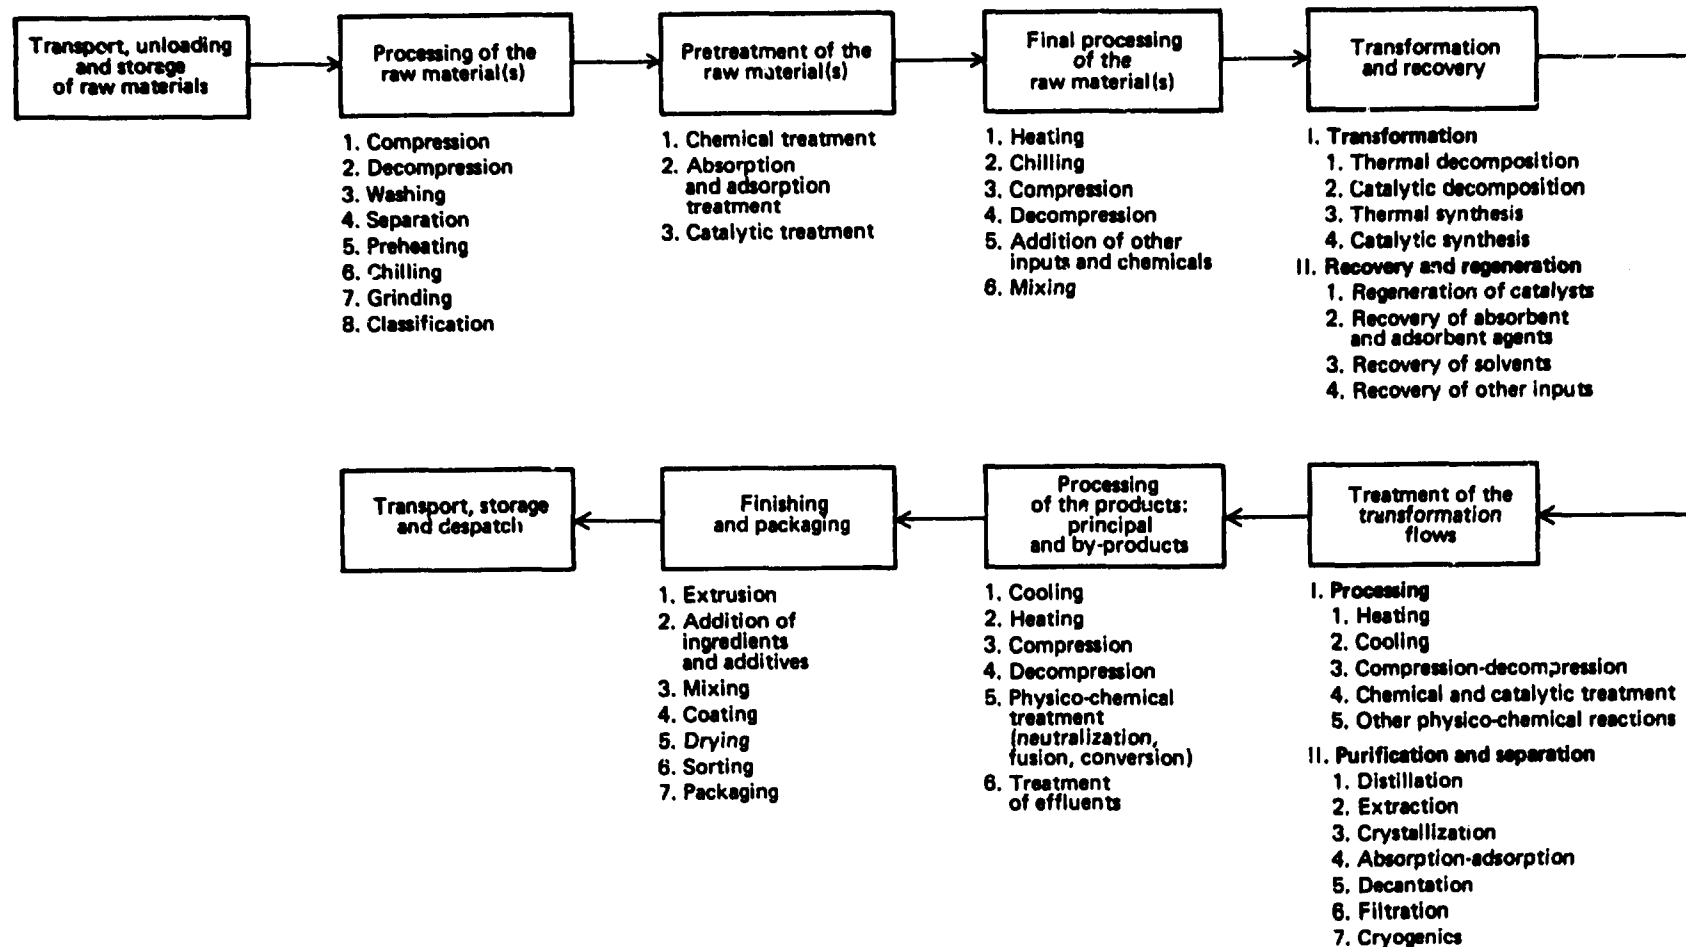 Transport, unloading
and storage
of raw materials
Processing of the
raw material(s)
Pretreatment of the
raw material(s)
Final processing
of the
raw material(s)
Transformation
and recovery
1. Compression
2. Decompression
3. Washing
4. Separation
5. Preheating
6. Chilling
7. Grinding
8. Classification
1. Chemical treatment
2. Absorption
and adsorption
treatment
3. Catalytic treatment
1. Heating
2. Chilling
3. Compression
4. Decompression
5. Addition of other
inputs and chemicals
6. Mixing
I. Transformation
1. Thermal decomposition
2. Catalytic decomposition
3. Thermal synthesis
4. Catalytic synthesis
II. Recovery and regeneration
1. Regeneration of catalysts
2. Recovery of absorbent
and adsorbent agents
3. Recovery of solvents
4. Recovery of other inputs
Transport, storage
and despatch
Finishing
and packaging
Processing
of the products:
principal
and by-products
Treatment of the
transformation
flows
1. Extrusion
2. Addition of
ingredients
and additives
3. Mixing
4. Coating
5. Drying
6. Sorting
7. Packaging
1. Cooling
2. Heating
3. Compression
4. Decompression
5. Physico-chemical
treatment
(neutralization,
fusion, conversion)
6. Treatment
of effluents
I. Processing
1. Heating
2. Cooling
3. Compression-decompression
4. Chemical and catalytic treatment
5. Other physico-chemical reactions
II. Purification and separation
1. Distillation
2. Extraction
3. Crystallization
4. Absorption-adsorption
5. Decantation
6. Filtration
7. Cryogenics